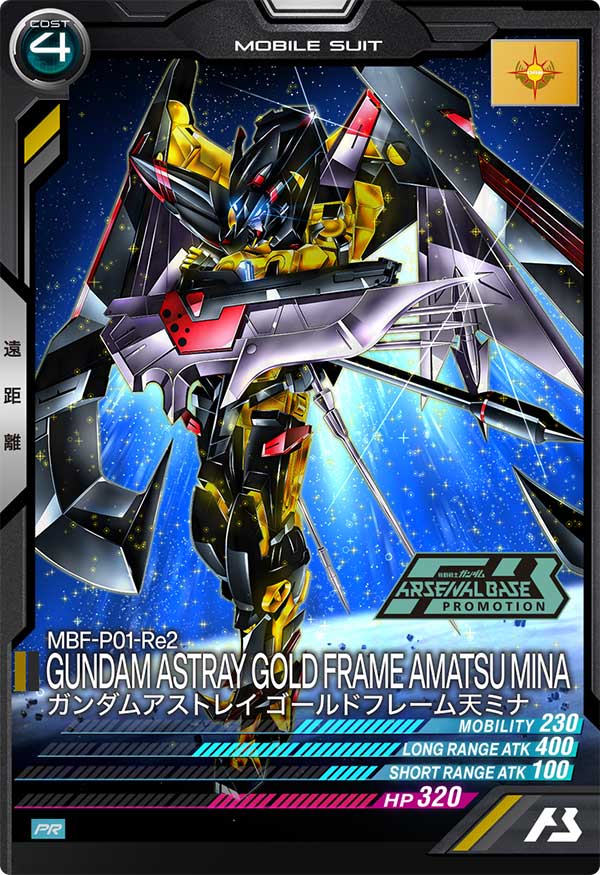 COST
4
MOBILE SUIT
遠距離
機動戦士ガンダム
ARSENAL BASE
PROMOTION
MBF-P01-Re2
GUNDAM ASTRAY GOLD FRAME AMATSU MINA
ガンダムアストレイ ゴールドフレーム天ミナ
MOBILITY 230
LONG RANGE ATK 400
SHORT RANGE ATK 100
HP 320
PR